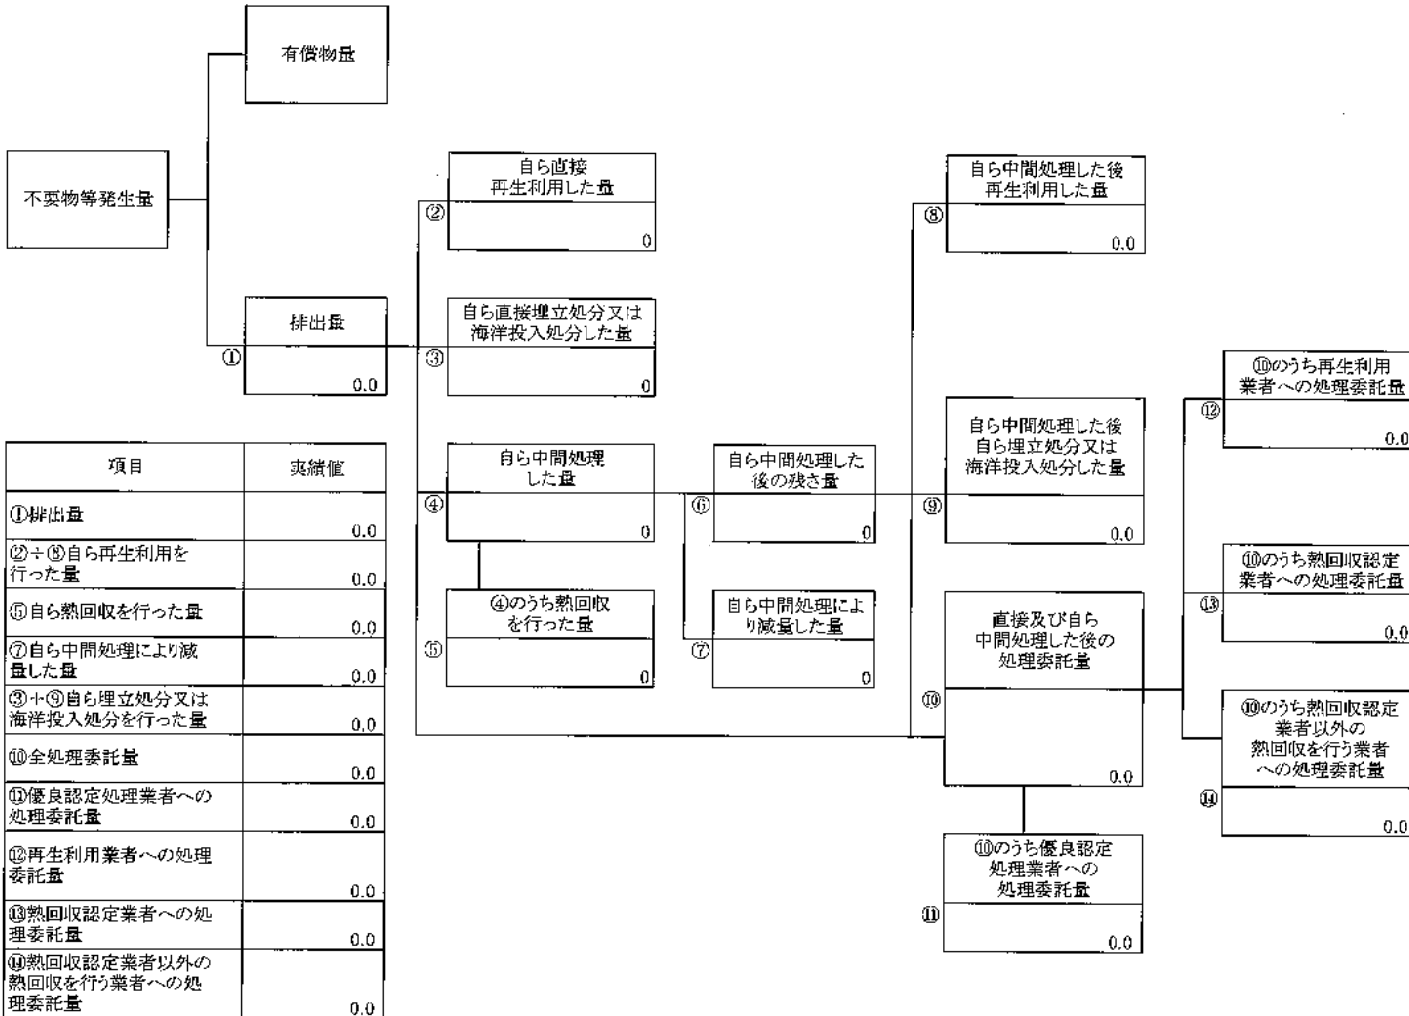 有償物量
不要物等発生量
排出量
①
0.0
自ら直接
再生利用した量
②
0
自ら直接埋立処分又は
海洋投入処分した量
③
0
自ら中間処理
した量
④
0
④のうち熱回収
を行った量
⑤
0
自ら中間処理した
後の残さ量
⑥
0
自ら中間処理によ
り減量した量
⑦
0
自ら中間処理した後
再生利用した量
⑧
0.0
自ら中間処理した後
自ら埋立処分又は
海洋投入処分した量
⑨
0.0
直接及び自ら
中間処理した後の
処理委託量
⑩
0.0
⑩のうち優良認定
処理業者への
処理委託量
⑪
0.0
⑩のうち再生利用
業者への処理委託量
⑫
0.0
⑩のうち熱回収認定
業者への処理委託量
⑬
0.0
⑩のうち熱回収認定
業者以外の
熱回収を行う業者
への処理委託量
⑭
0.0
項目 実績値
①排出量
0.0
②+⑧自ら再生利用を
行った量 0.0
⑤自ら熱回収を行った量
0.0
⑦自ら中間処理により減
量した量 0.0
③+⑨自ら埋立処分又は
海洋投入処分を行った量 0.0
⑩全処理委託量
0.0
⑪優良認定処理業者への
処理委託量 0.0
⑫再生利用業者への処理
委託量
0.0
⑬熱回収認定業者への処
理委託量 0.0
⑭熱回収認定業者以外の
熱回収を行う業者への処
理委託量 0.0